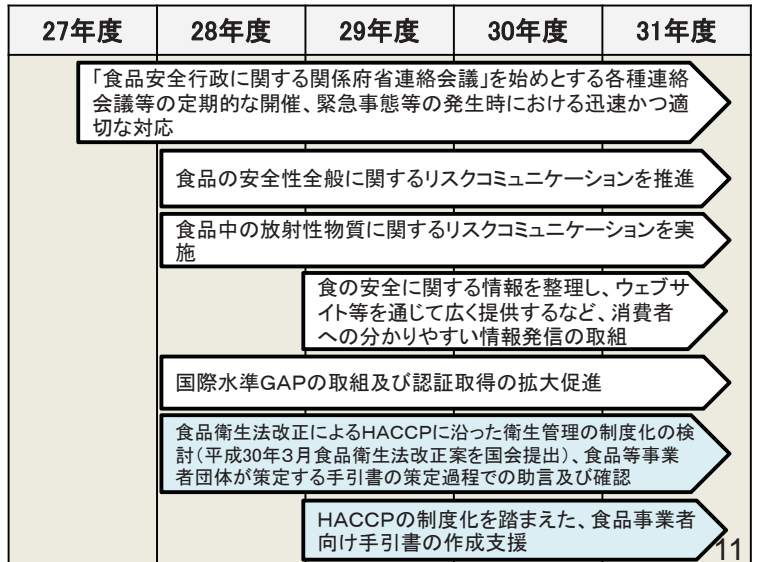 27年度 28年度 29年度 30年度 31年度
「食品安全行政に関する関係府省連絡会議」を始めとする各種連絡
会議等の定期的な開催、緊急事態等の発生時における迅速かつ適
切な対応
食品の安全性全般に関するリスクコミュニケーションを推進
食品中の放射性物質に関するリスクコミュニケーションを実
施
食の安全に関する情報を整理し、ウェブサ
イト等を通じて広く提供するなど、消費者
への分かりやすい情報発信の取組
国際水準GAPの取組及び認証取得の拡大促進
食品衛生法改正によるHACCPに沿った衛生管理の制度化の検
討(平成30年3月食品衛生法改正案を国会提出)、食品等事業
者団体が策定する手引書の策定過程での助言及び確認
HACCPの制度化を踏まえた、食品事業者
向け手引書の作成支援
11